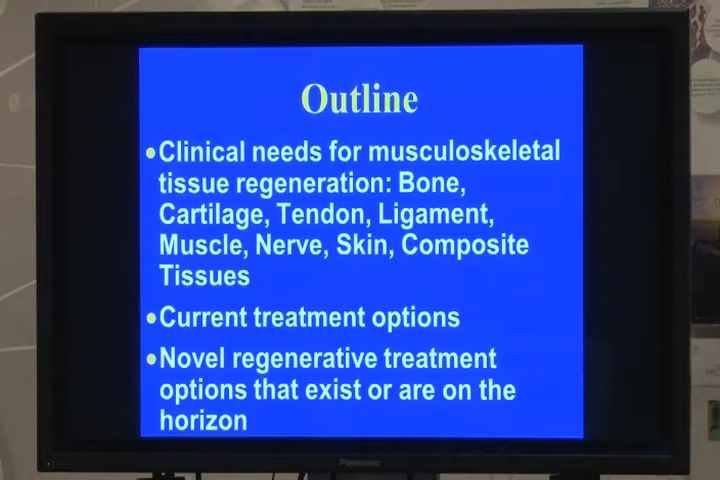 Outline
•Clinical needs for musculoskeletal
tissue regeneration: Bone,
Cartilage, Tendon, Ligament,
Muscle, Nerve, Skin, Composite
Tissues
•Current treatment options
•Novel regenerative treatment
options that exist or are on the
horizon
Panasonic